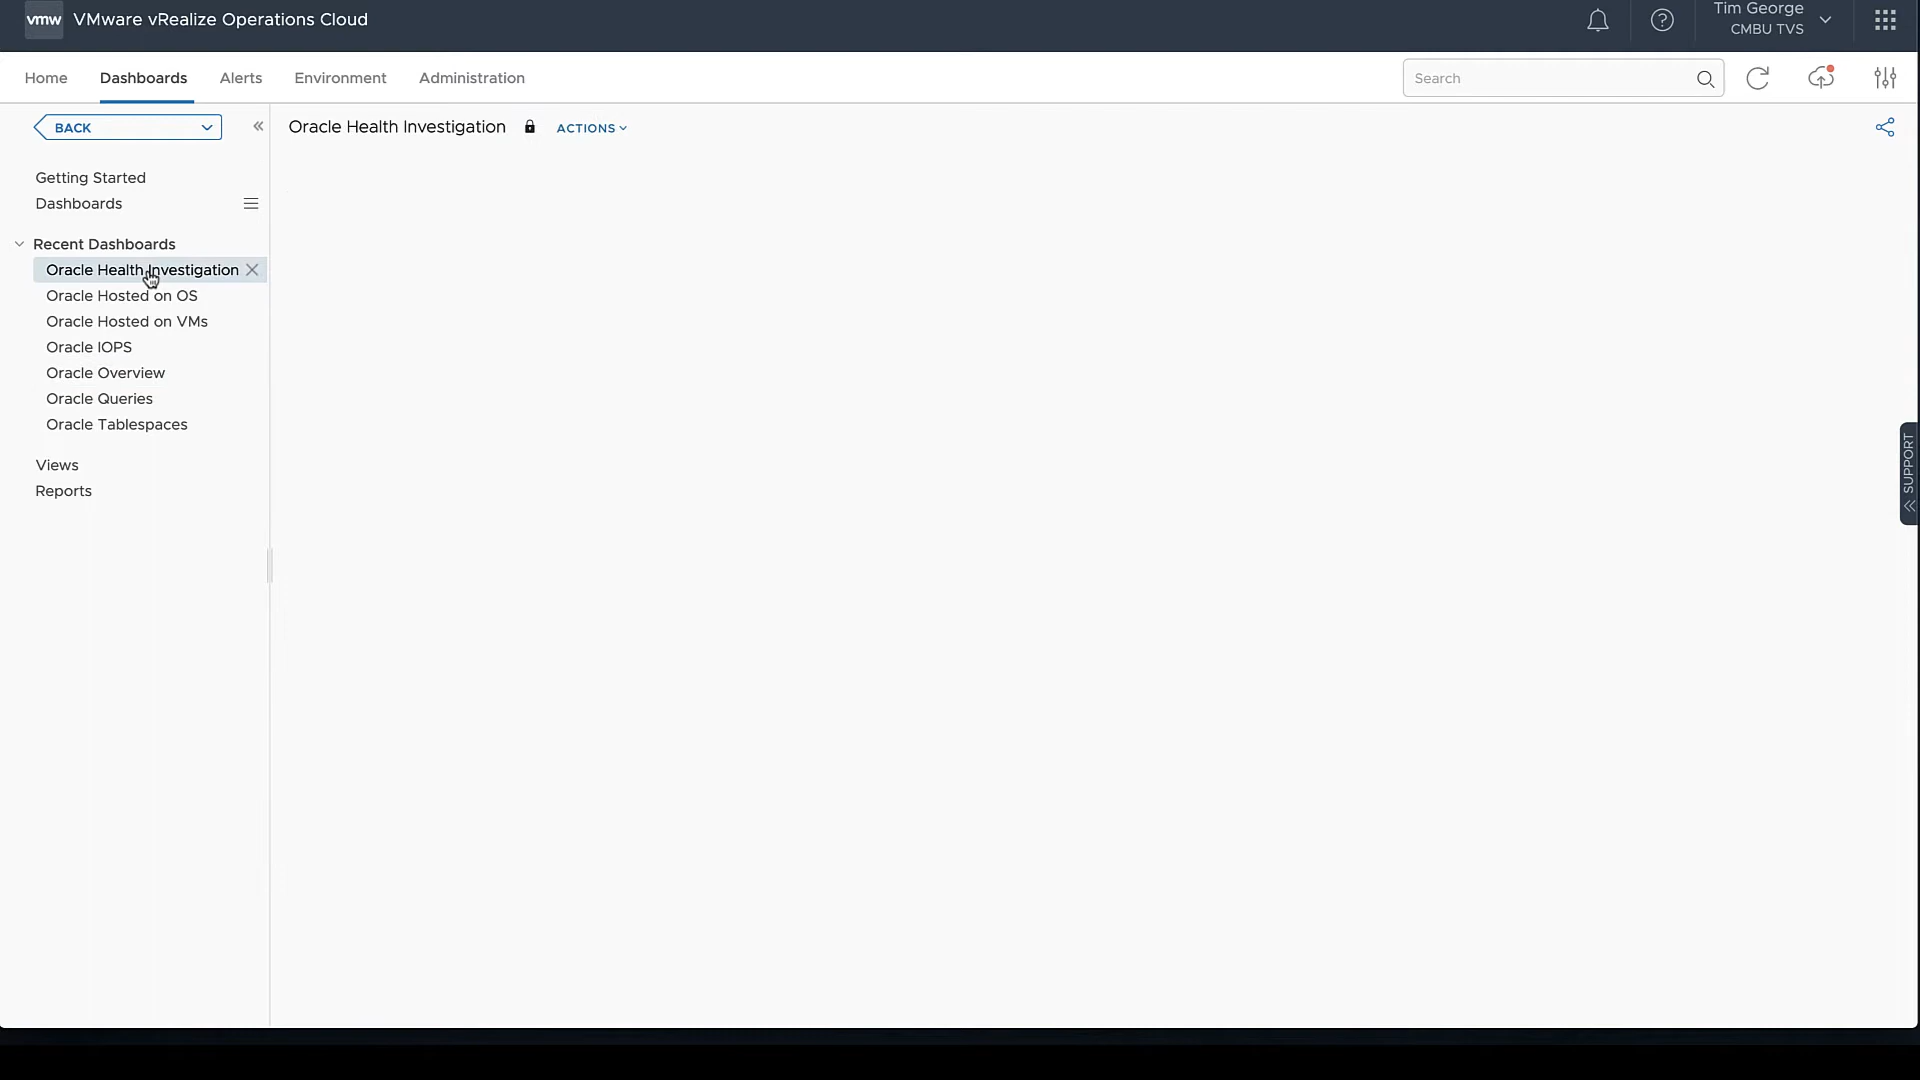 vmw VMware vRealize Operations Cloud
Tim George
CMBU TVS
Home Dashboards Alerts Environment Administration
Search
BACK
Oracle Health Investigation ACTIONS
Getting Started
Dashboards
Recent Dashboards
Oracle Health Investigation
Oracle Hosted on OS
Oracle Hosted on VMs
Oracle IOPS
Oracle Overview
Oracle Queries
Oracle Tablespaces
Views
Reports
SUPPORT